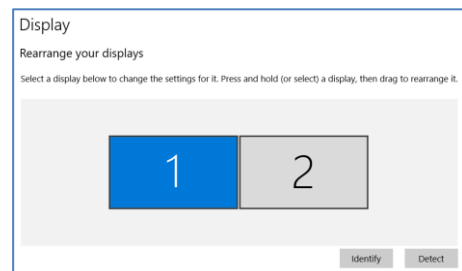 Display
Rearrange your displays
Select a display below to change the settings for it. Press and hold (or select) a display, then drag to rearrange it.
1 2
Identify Detect